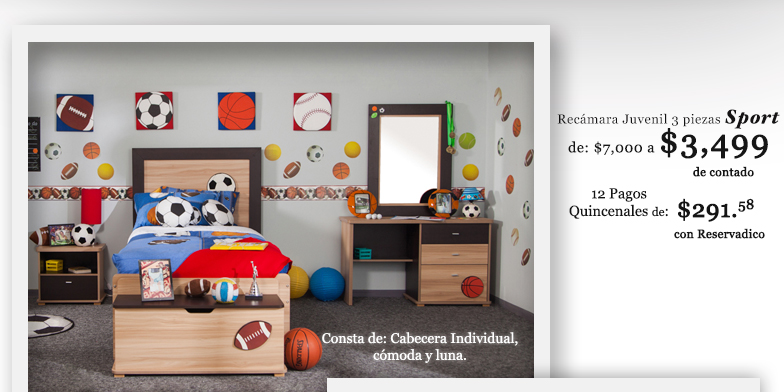 Recámara Juvenil 3 piezas Sport
de: $7,000 a $3,499
de contado
12 Pagos
Quincenales de: $291.58
con Reservadico
Consta de: Cabecera Individual,
cómoda y luna.
SPALDING